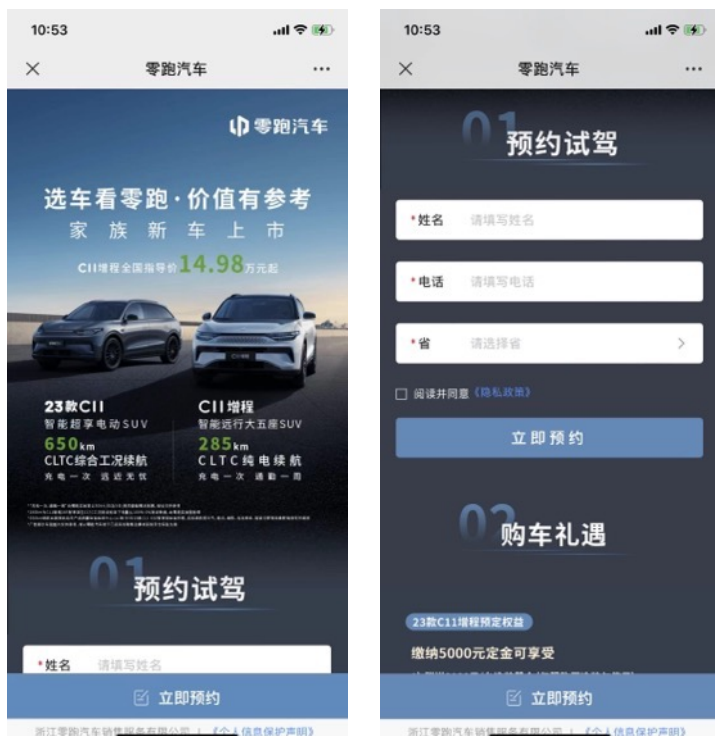 10:53
零跑汽车
零跑汽车
选车看零跑·价值有参考
家族新车上市
C11增程全国指导价14.98万元起
23款C11
智能超享电动SUV
650km
CLTC综合工况续航
充电一次 远近无忧
C11增程
智能远行大五座SUV
285km
CLTC纯电续航
充电一次 通勤一周
01
预约试驾
*姓名 请填写姓名
立即预约
浙江零跑汽车销售服务有限公司 | 《个人信息保护声明》
10:53
零跑汽车
01
预约试驾
*姓名 请填写姓名
*电话 请填写电话
*省 请选择省
阅读并同意《隐私政策》
立即预约
02
购车礼遇
23款C11增程预定权益
缴纳5000元定金可享受
立即预约
浙江零跑汽车销售服务有限公司 | 《个人信息保护声明》